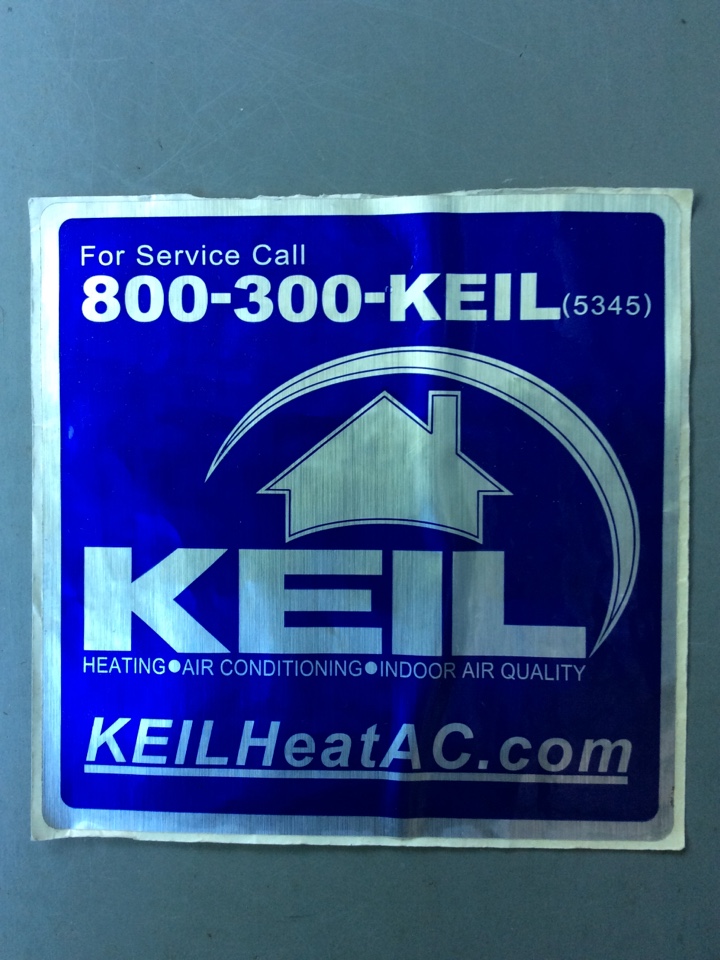 For Service Call
800-300-KEIL(5345)
KEIL
HEATING●AIR CONDITIONING●INDOOR AIR QUALITY
KEILHeatAC.com